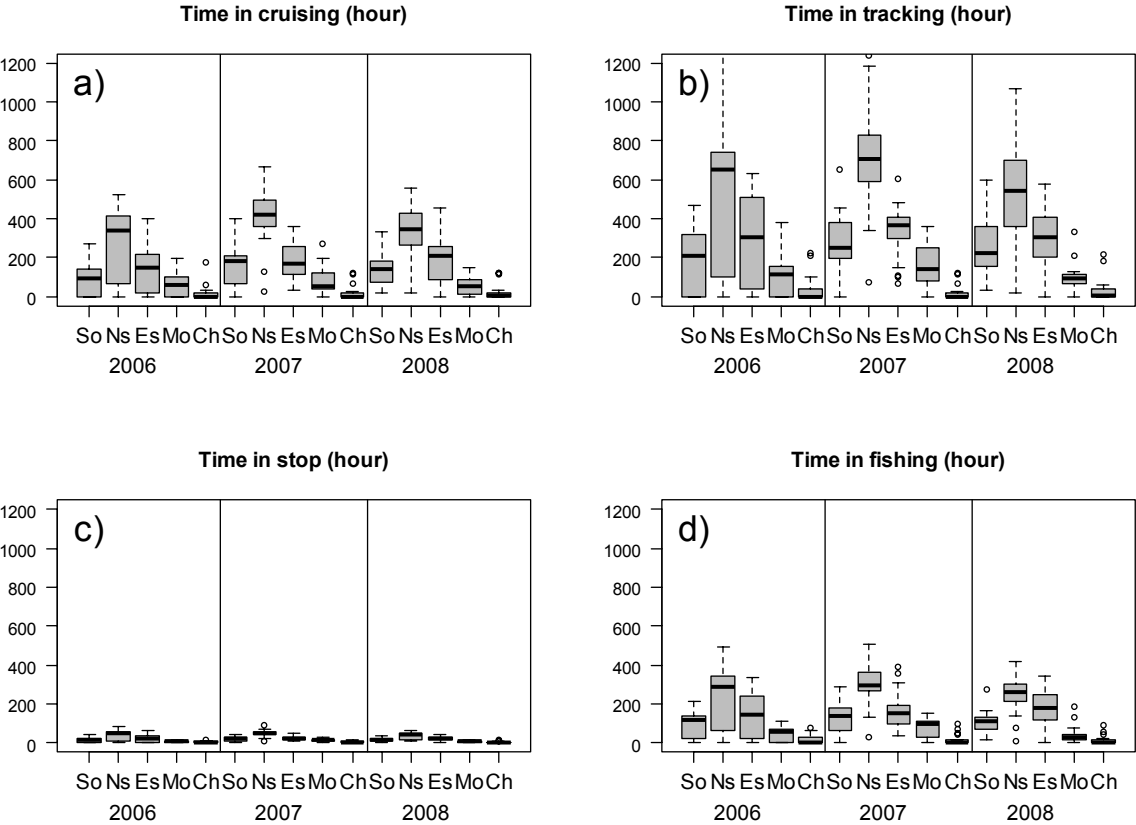 Time in cruising (hour)
Time in tracking (hour)
a)
1200
1000
800
600
400
200
0
So Ns Es Mo Ch So Ns Es Mo Ch So Ns Es Mo Ch
2006 2007 2008
b)
1200
1000
800
600
400
200
0
So Ns Es Mo Ch So Ns Es Mo Ch So Ns Es Mo Ch
2006 2007 2008
Time in stop (hour)
Time in fishing (hour)
c)
1200
1000
800
600
400
200
0
So Ns Es Mo Ch So Ns Es Mo Ch So Ns Es Mo Ch
2006 2007 2008
d)
1200
1000
800
600
400
200
0
So Ns Es Mo Ch So Ns Es Mo Ch So Ns Es Mo Ch
2006 2007 2008